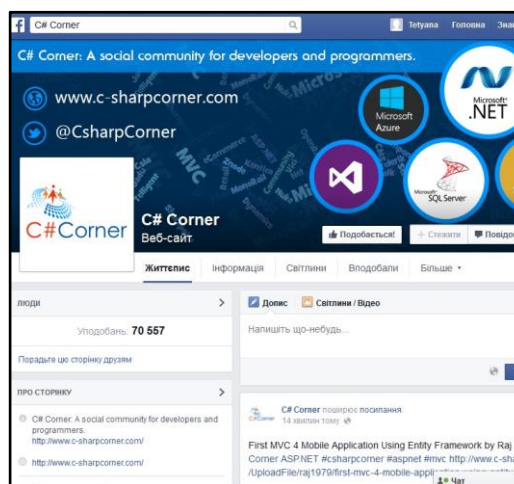 C# Corner
Tetyana Головна
C# Corner: A social community for developers and programmers.
www.c-sharpcorner.com
@CsharpCorner
Microsoft
Azure
Microsoft
.NET
Microsoft
SQL Server
MVC
C#Corner
C# Corner
Веб-сайт
Подобається!
+ Стежити
Життєпис Інформація Світлини Вподобали Більше
люди
Уподобань: 70 557
Порадьте цю сторінку друзям
ПРО СТОРІНКУ
C# Corner: A social community for developers and
programmers.
http://www.c-sharpcorner.com/
http://www.c-sharpcorner.com/
Допис Світлини / Відео
Напишіть що-небудь...
C# Corner поширює посилання
14 хвилин тому
First MVC 4 Mobile Application Using Entity Framework by Raj
Corner ASP.NET #csharpcorner #aspnet #mvc
/UploadFile/raj1979/first-mvc-4-mobile-
Чат